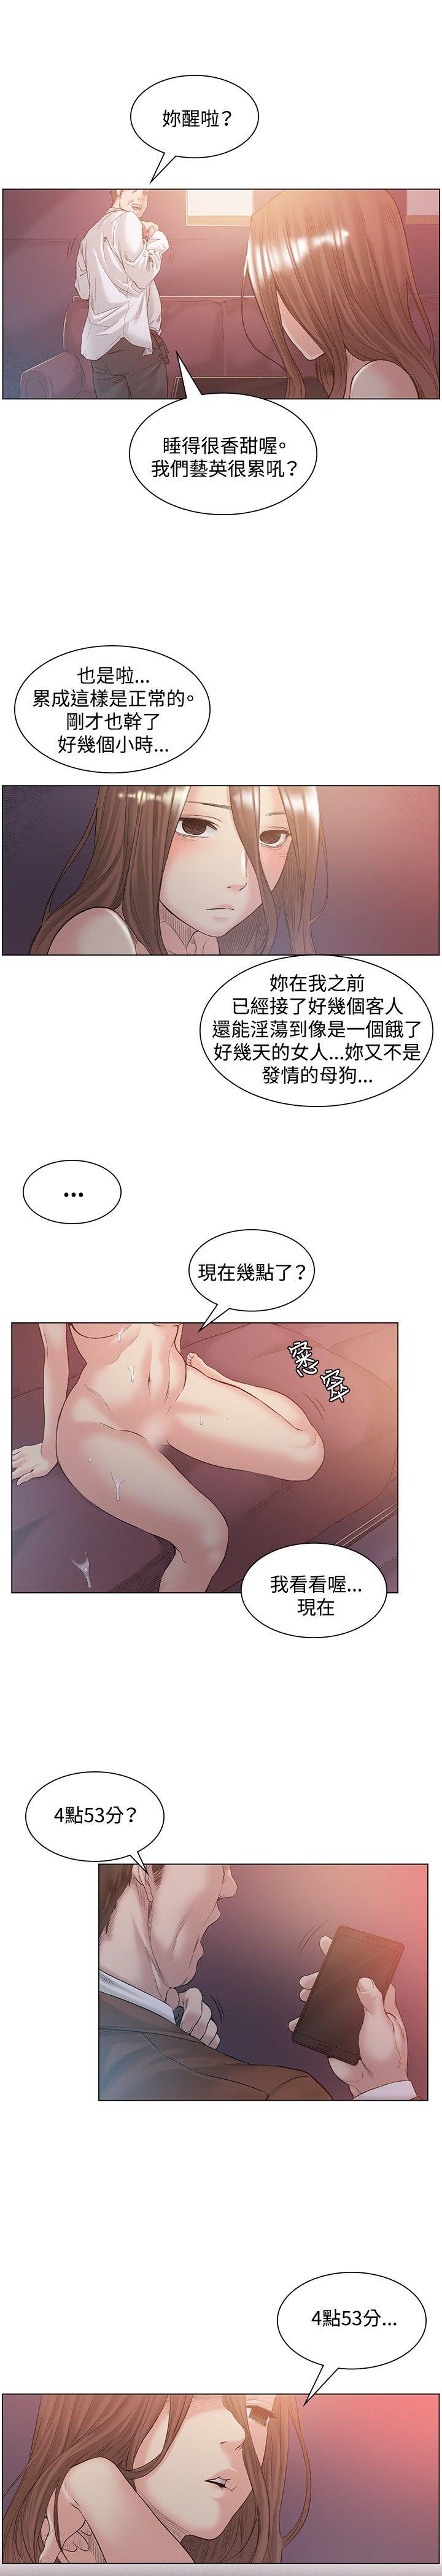 妳醒啦？
睡得很香甜喔。
我們藝英很累吼？
也是啦...
累成這樣是正常的。
剛才也幹了
好幾個小時...
妳在我之前
已經接了好幾個客人
還能淫蕩到像是一個餓了
好幾天的女人...妳又不是
發情的母狗...
...
現在幾點了？
窸窣
我看看喔...
現在
4點53分？
4點53分...